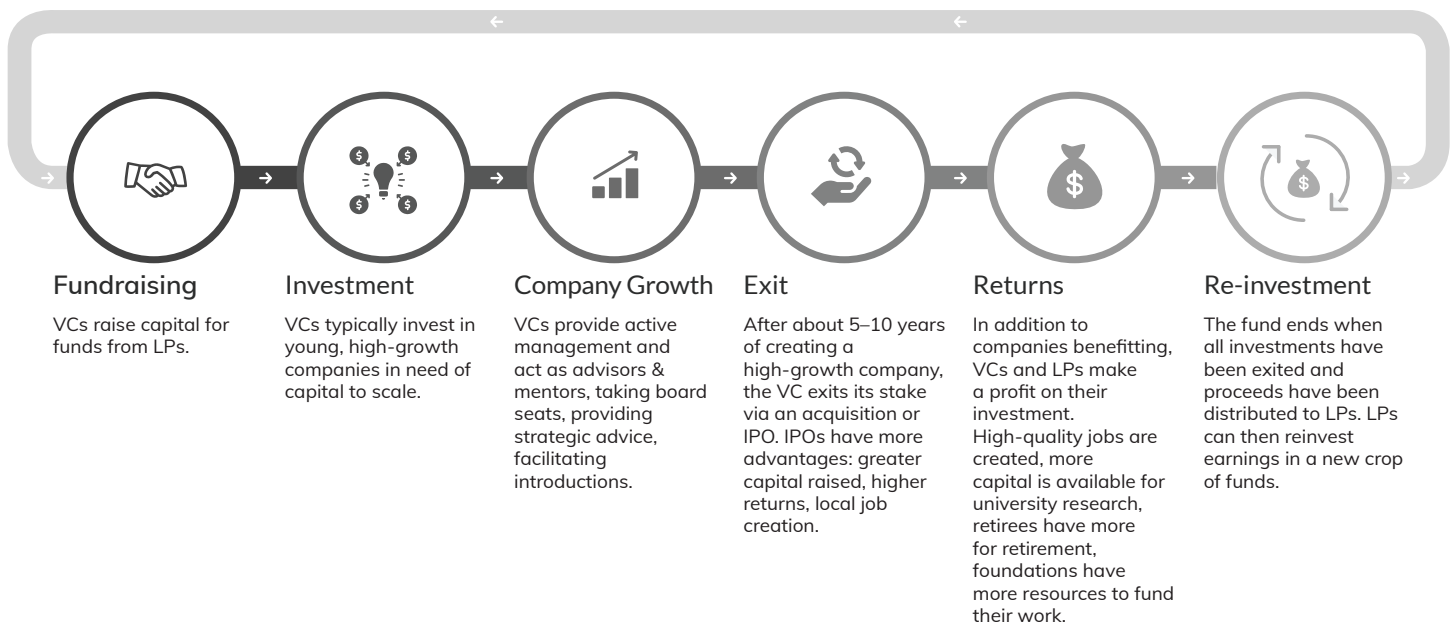 Fundraising
VCs raise capital for
funds from LPs.
Investment
VCs typically invest in
young, high-growth
companies in need of
capital to scale.
Company Growth
VCs provide active
management and
act as advisors &
mentors, taking board
seats, providing
strategic advice,
facilitating
introductions.
Exit
After about 5–10 years
of creating a
high-growth company,
the VC exits its stake
via an acquisition or
IPO. IPOs have more
advantages: greater
capital raised, higher
returns, local job
creation.
Returns
In addition to
companies benefitting,
VCs and LPs make
a profit on their
investment.
High-quality jobs are
created, more
capital is available for
university research,
retirees have more
for retirement,
foundations have
more resources to fund
their work.
Re-investment
The fund ends when
all investments have
been exited and
proceeds have been
distributed to LPs. LPs
can then reinvest
earnings in a new crop
of funds.